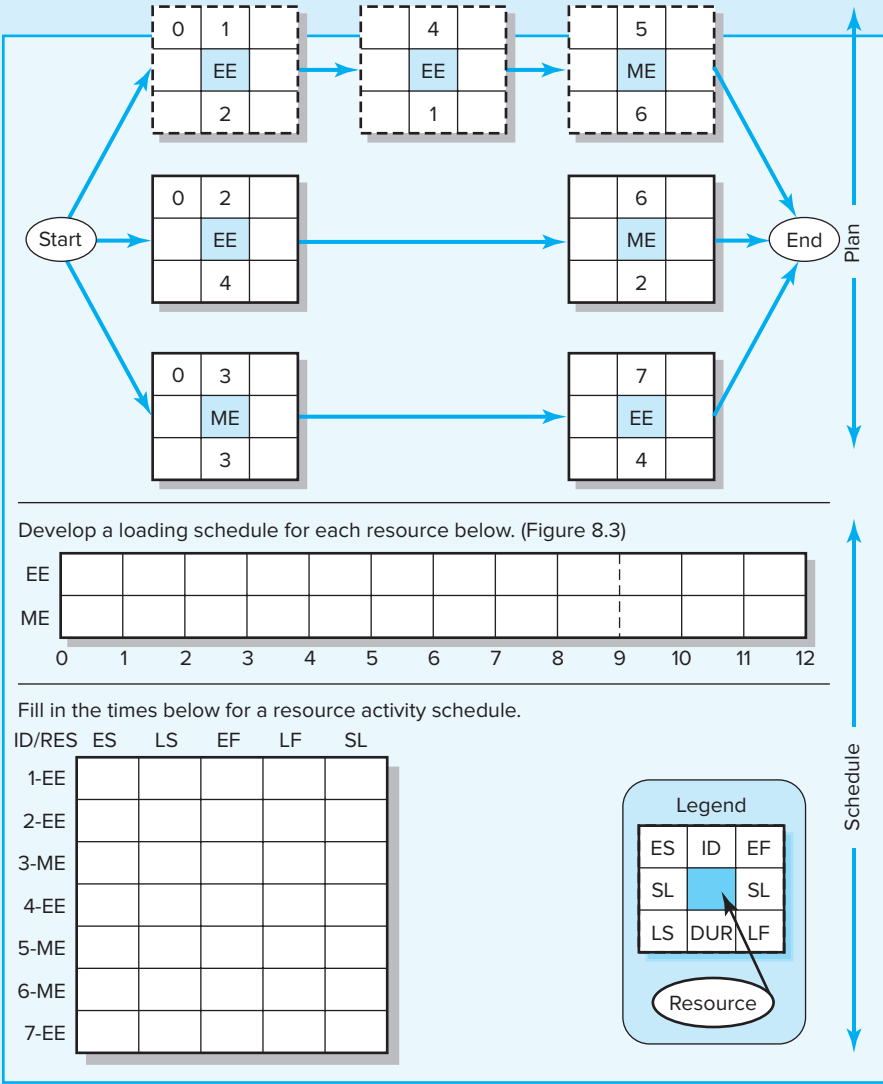 0 1 4 5
EE EE ME
2 1 6
0 2 6
Start EE ME End Plan
4 2
0 3 7
ME EE
3 4
Develop a loading schedule for each resource below. (Figure 8.3)
EE
ME
0 1 2 3 4 5 6 7 8 9 10 11 12
Fill in the times below for a resource activity schedule.
ID/RES ES LS EF LF SL
1-EE
2-EE
3-ME
4-EE
5-ME
6-ME
7-EE
Schedule
Legend
ES ID EF
SL SL
LS DUR LF
Resource